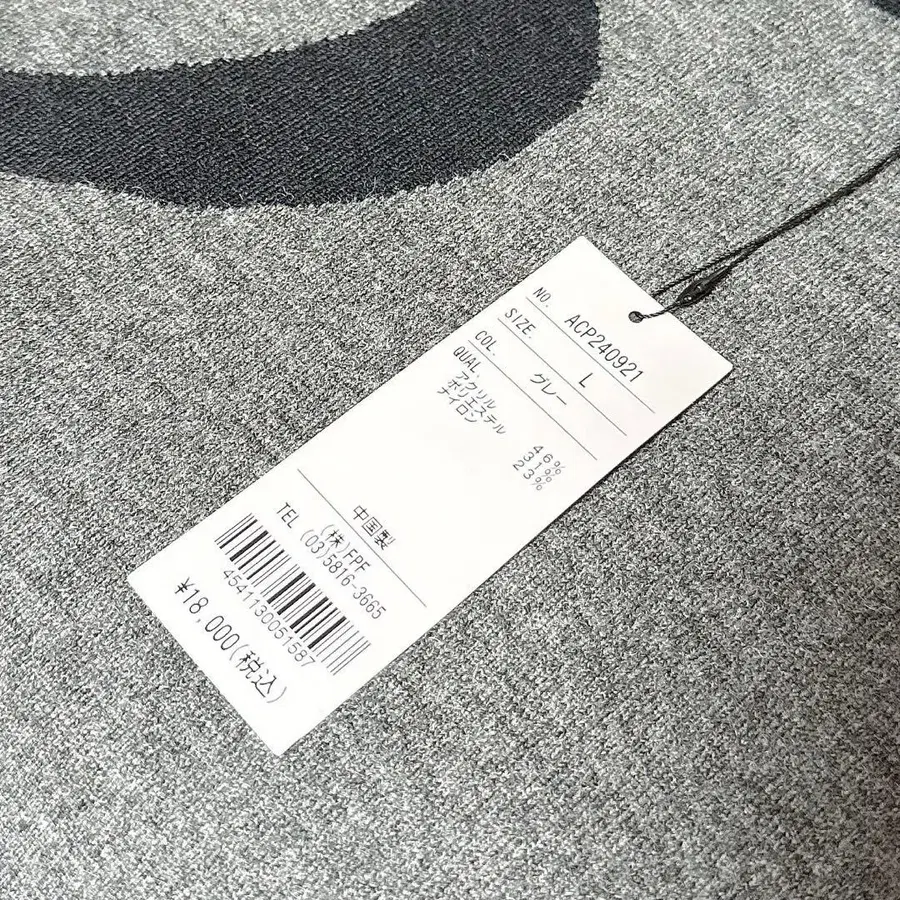 NO. ACP240921
SIZE. L
COL. グレー
QUAL.
アクリル 46%
ポリエステル 31%
ナイロン 23%
中国製
(株)FPF
TEL (03)5816-3665
4541130051587
¥18,000(税込)